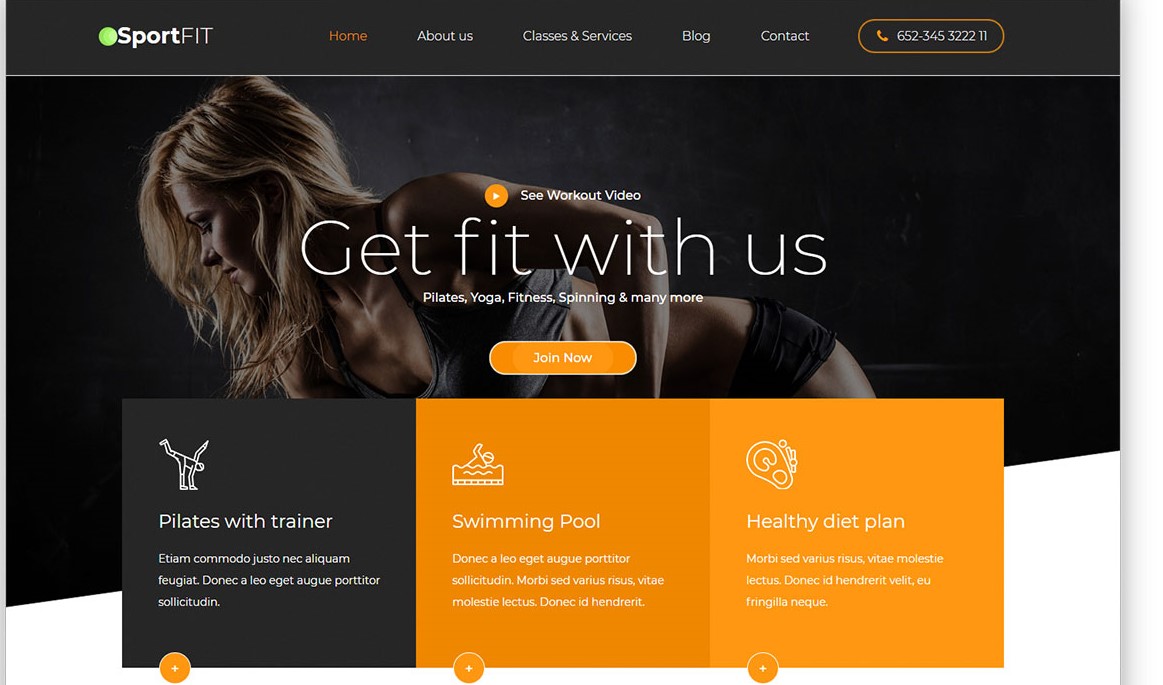 SportFIT
Home
About us
Classes & Services
Blog
Contact
652-345 3222 11
See Workout Video
Get fit with us
Pilates, Yoga, Fitness, Spinning & many more
Join Now
Pilates with trainer
Etiam commodo justo nec aliquam
feugiat. Donec a leo eget augue porttitor
sollicitudin.
+
Swimming Pool
Donec a leo eget augue porttitor
sollicitudin. Morbi sed varius risus, vitae
molestie lectus. Donec id hendrerit.
+
Healthy diet plan
Morbi sed varius risus, vitae molestie
lectus. Donec id hendrerit velit, eu
fringilla neque.
+